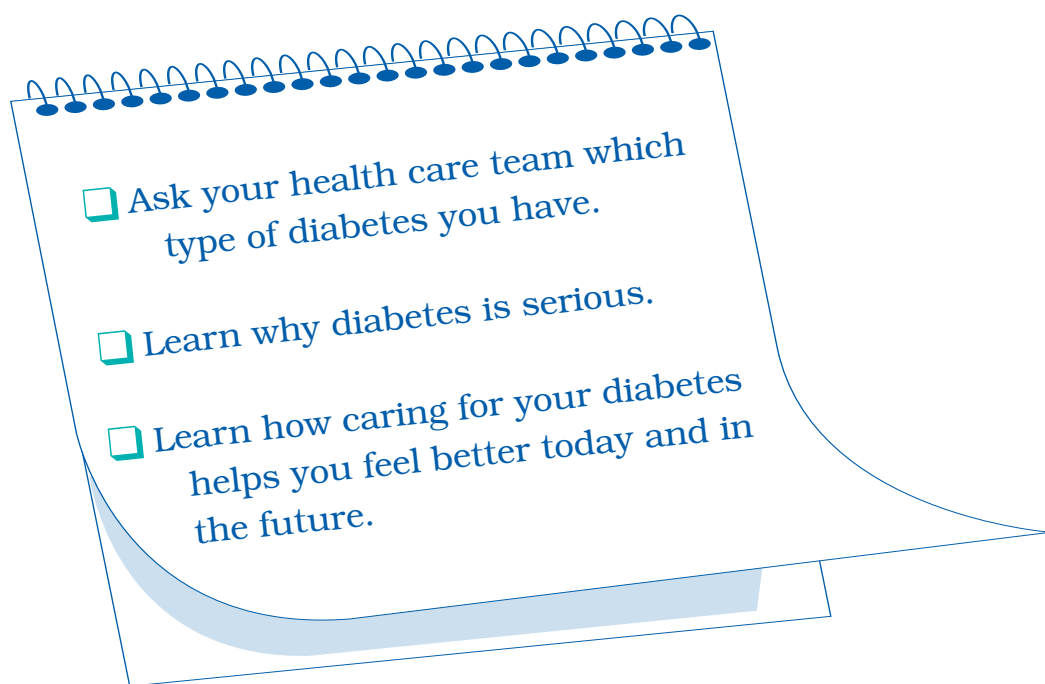 Ask your health care team which
type of diabetes you have.
Learn why diabetes is serious.
Learn how caring for your diabetes
helps you feel better today and in
the future.